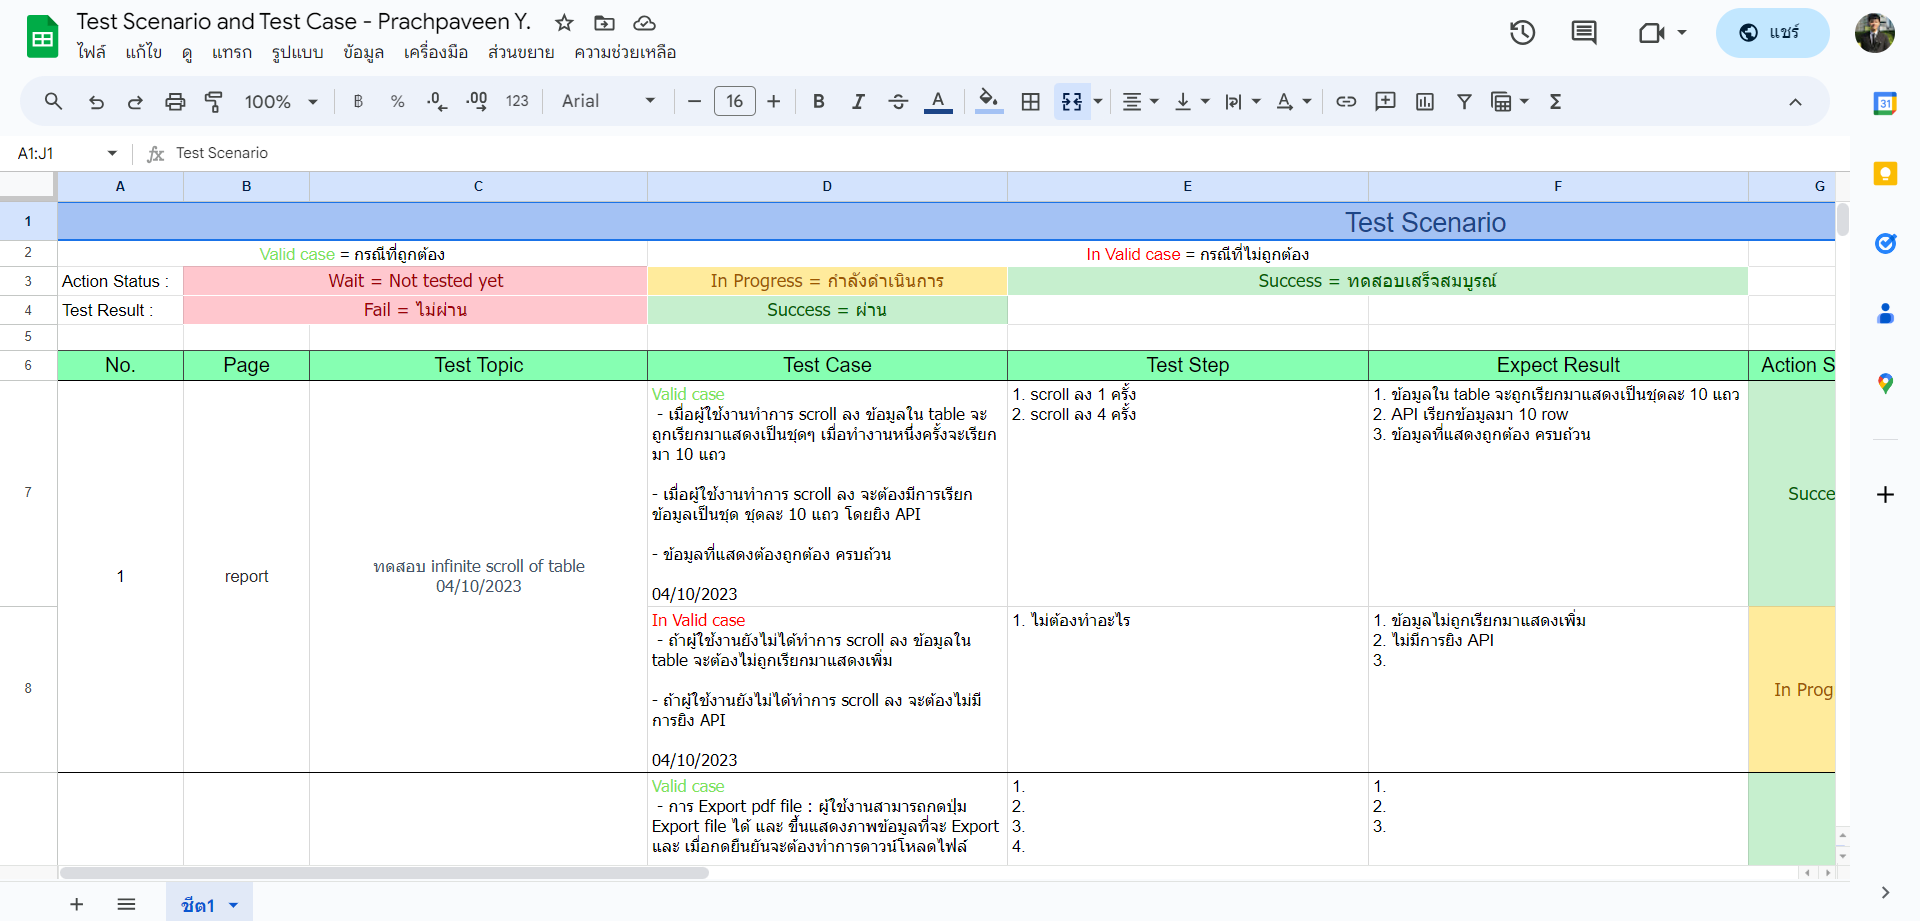 Test Scenario and Test Case - Prachpaveen Y.
ไฟล์ แก้ไข ดู แทรก รูปแบบ ข้อมูล เครื่องมือ ส่วนขยาย ความช่วยเหลือ
แชร์
100% ฿ % .0 .00 123 Arial 16 B I A
A1:J1 fx Test Scenario
A B C D E F G
1 Test Scenario
2 Valid case = กรณีที่ถูกต้อง In Valid case = กรณีที่ไม่ถูกต้อง
3 Action Status : Wait = Not tested yet In Progress = กำลังดำเนินการ Success = ทดสอบเสร็จสมบูรณ์
4 Test Result : Fail = ไม่ผ่าน Success = ผ่าน
5
6 No. Page Test Topic Test Case Test Step Expect Result Action S
7
8
1
report
ทดสอบ infinite scroll of table
04/10/2023
Valid case
- เมื่อผู้ใช้งานทำการ scroll ลง ข้อมูลใน table จะ
ถูกเรียกมาแสดงเป็นชุดๆ เมื่อทำงานหนึ่งครั้งจะเรียก
มา 10 แถว
- เมื่อผู้ใช้งานทำการ scroll ลง จะต้องมีการเรียก
ข้อมูลเป็นชุด ชุดละ 10 แถว โดยยิง API
- ข้อมูลที่แสดงต้องถูกต้อง ครบถ้วน
04/10/2023
1. scroll ลง 1 ครั้ง
2. scroll ลง 4 ครั้ง
1. ข้อมูลใน table จะถูกเรียกมาแสดงเป็นชุดละ 10 แถว
2. API เรียกข้อมูลมา 10 row
3. ข้อมูลที่แสดงถูกต้อง ครบถ้วน
Succe
In Valid case
- ถ้าผู้ใช้งานยังไม่ได้ทำการ scroll ลง ข้อมูลใน
table จะต้องไม่ถูกเรียกมาแสดงเพิ่ม
- ถ้าผู้ใช้งานยังไม่ได้ทำการ scroll ลง จะต้องไม่มี
การยิง API
04/10/2023
1. ไม่ต้องทำอะไร
1. ข้อมูลไม่ถูกเรียกมาแสดงเพิ่ม
2. ไม่มีการยิง API
3.
In Prog
Valid case
- การ Export pdf file : ผู้ใช้งานสามารถกดปุ่ม
Export file ได้ และ ขึ้นแสดงภาพข้อมูลที่จะ Export
และ เมื่อกดยืนยันจะต้องทำการดาวน์โหลดไฟล์
1.
2.
3.
4.
1.
2.
3.
ชีต1
31